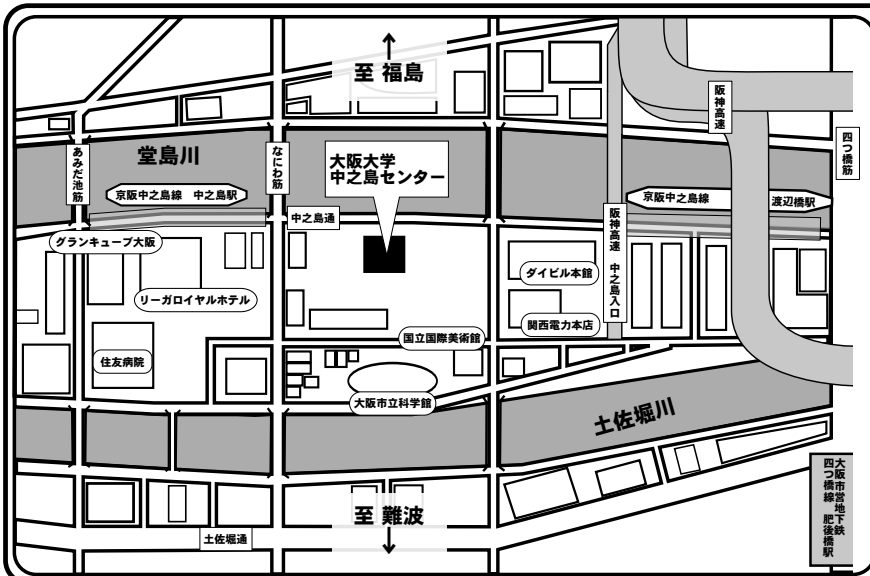 至 福島
阪神高速
四つ橋筋
あみだ池筋
堂島川
なにわ筋
大阪大学
中之島センター
京阪中之島線 中之島駅
京阪中之島線 渡辺橋駅
中之島通
阪神高速 中之島入口
グランキューブ大阪
ダイビル本館
リーガロイヤルホテル
関西電力本店
国立国際美術館
住友病院
大阪市立科学館
土佐堀川
大阪市営地下鉄
四つ橋線 肥後橋駅
至 難波
土佐堀通